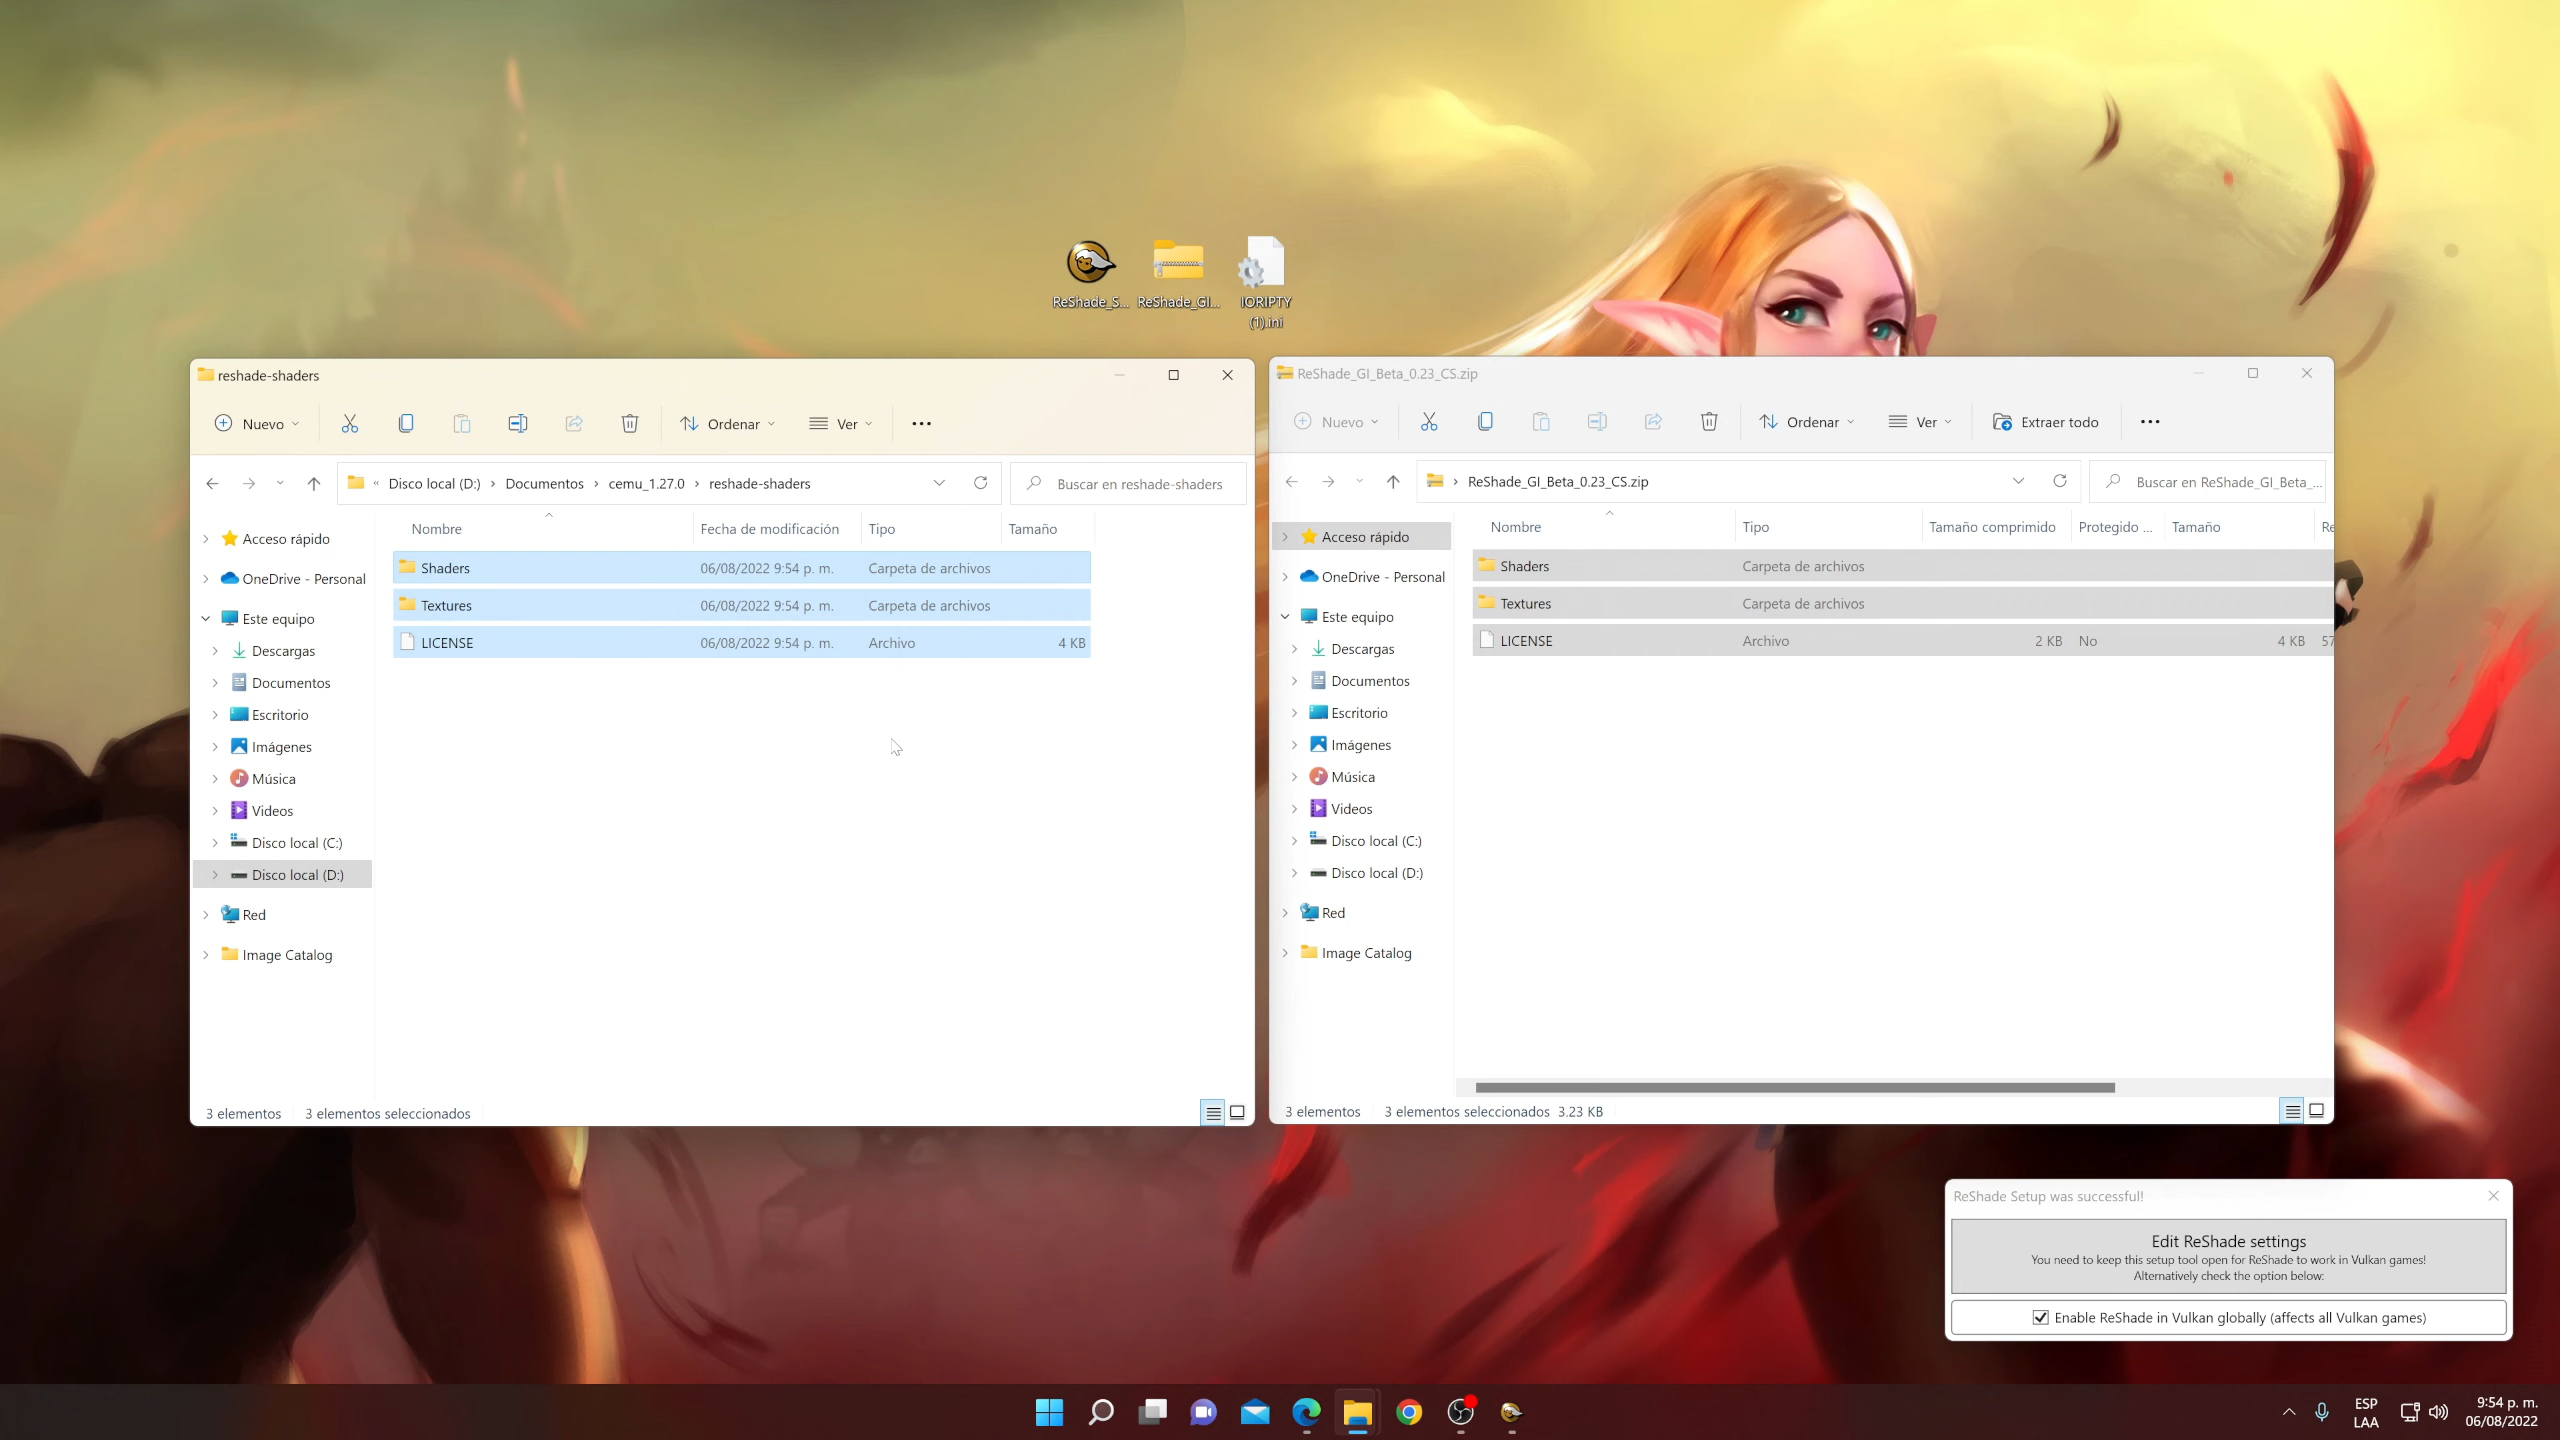 ReShade_S...
ReShade_GI...
IORIPTY
(1).ini
reshade-shaders
Nuevo
Ordenar
Ver
Disco local (D:)
Documentos
cemu_1.27.0
reshade-shaders
Buscar en reshade-shaders
Nombre
Fecha de modificación
Tipo
Tamaño
Acceso rápido
OneDrive - Personal
Este equipo
Descargas
Documentos
Escritorio
Imágenes
Música
Videos
Disco local (C:)
Disco local (D:)
Red
Image Catalog
Shaders 06/08/2022 9:54 p. m. Carpeta de archivos
Textures 06/08/2022 9:54 p. m. Carpeta de archivos
LICENSE 06/08/2022 9:54 p. m. Archivo 4 KB
3 elementos 3 elementos seleccionados
ReShade_GI_Beta_0.23_CS.zip
Nuevo
Ordenar
Ver
Extraer todo
ReShade_GI_Beta_0.23_CS.zip
Buscar en ReShade_GI_Beta_...
Nombre
Tipo
Tamaño comprimido
Protegido ...
Tamaño
Re
Acceso rápido
OneDrive - Personal
Este equipo
Descargas
Documentos
Escritorio
Imágenes
Música
Videos
Disco local (C:)
Disco local (D:)
Red
Image Catalog
Shaders Carpeta de archivos
Textures Carpeta de archivos
LICENSE Archivo 2 KB No 4 KB 57
3 elementos 3 elementos seleccionados 3.23 KB
ReShade Setup was successful!
Edit ReShade settings
You need to keep this setup tool open for ReShade to work in Vulkan games!
Alternatively check the option below:
Enable ReShade in Vulkan globally (affects all Vulkan games)
ESP
LAA
9:54 p. m.
06/08/2022